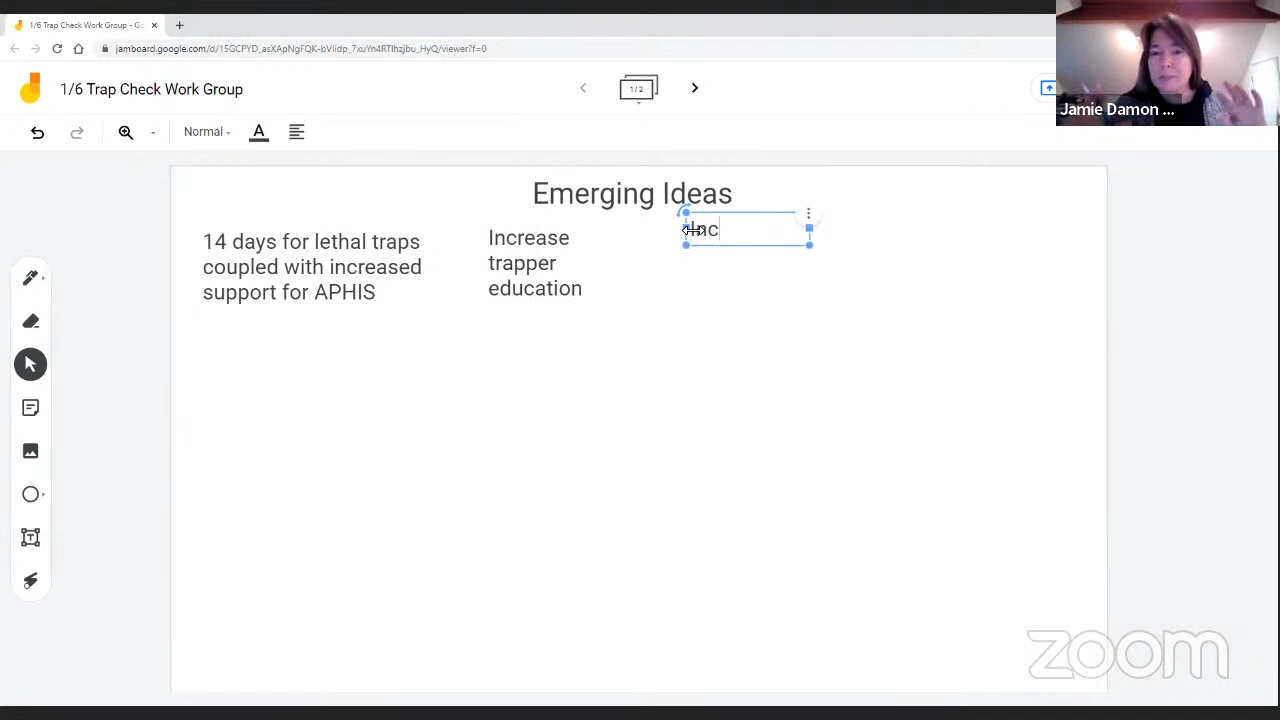 1/6 Trap Check Work Group - Go
jamboard.google.com/d/15GCPYD_asXApNgFQK-bVIidp_7xuYn4RTIhzjbu_HyQ/viewer?f=0
1/6 Trap Check Work Group
1 / 2
Jamie Damon ...
Normal
A
Emerging Ideas
14 days for lethal traps
coupled with increased
support for APHIS
Increase
trapper
education
Inc
zoom